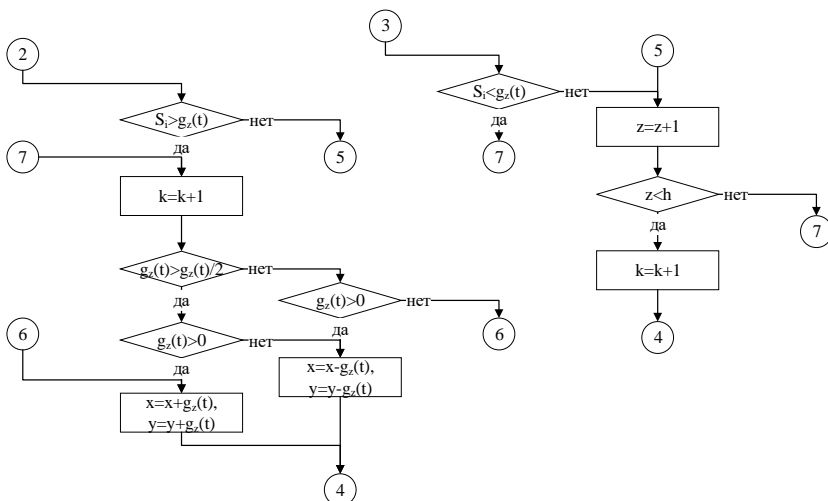 2
S_i>g_z(t)
нет
5
да
7
k=k+1
g_z(t)>g_z(t)/2
нет
да
g_z(t)>0
нет
6
да
6
g_z(t)>0
нет
да
x=x-g_z(t),
y=y-g_z(t)
x=x+g_z(t),
y=y+g_z(t)
4
3
S_i<g_z(t)
нет
да
7
5
z=z+1
z<h
нет
7
да
k=k+1
4